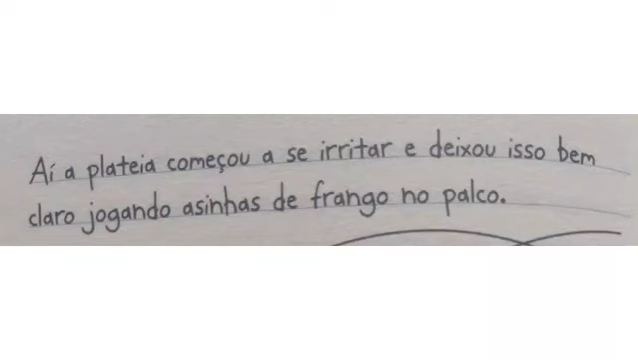 Aí a plateia começou a se irritar e deixou isso bem
claro jogando asinhas de frango no palco.